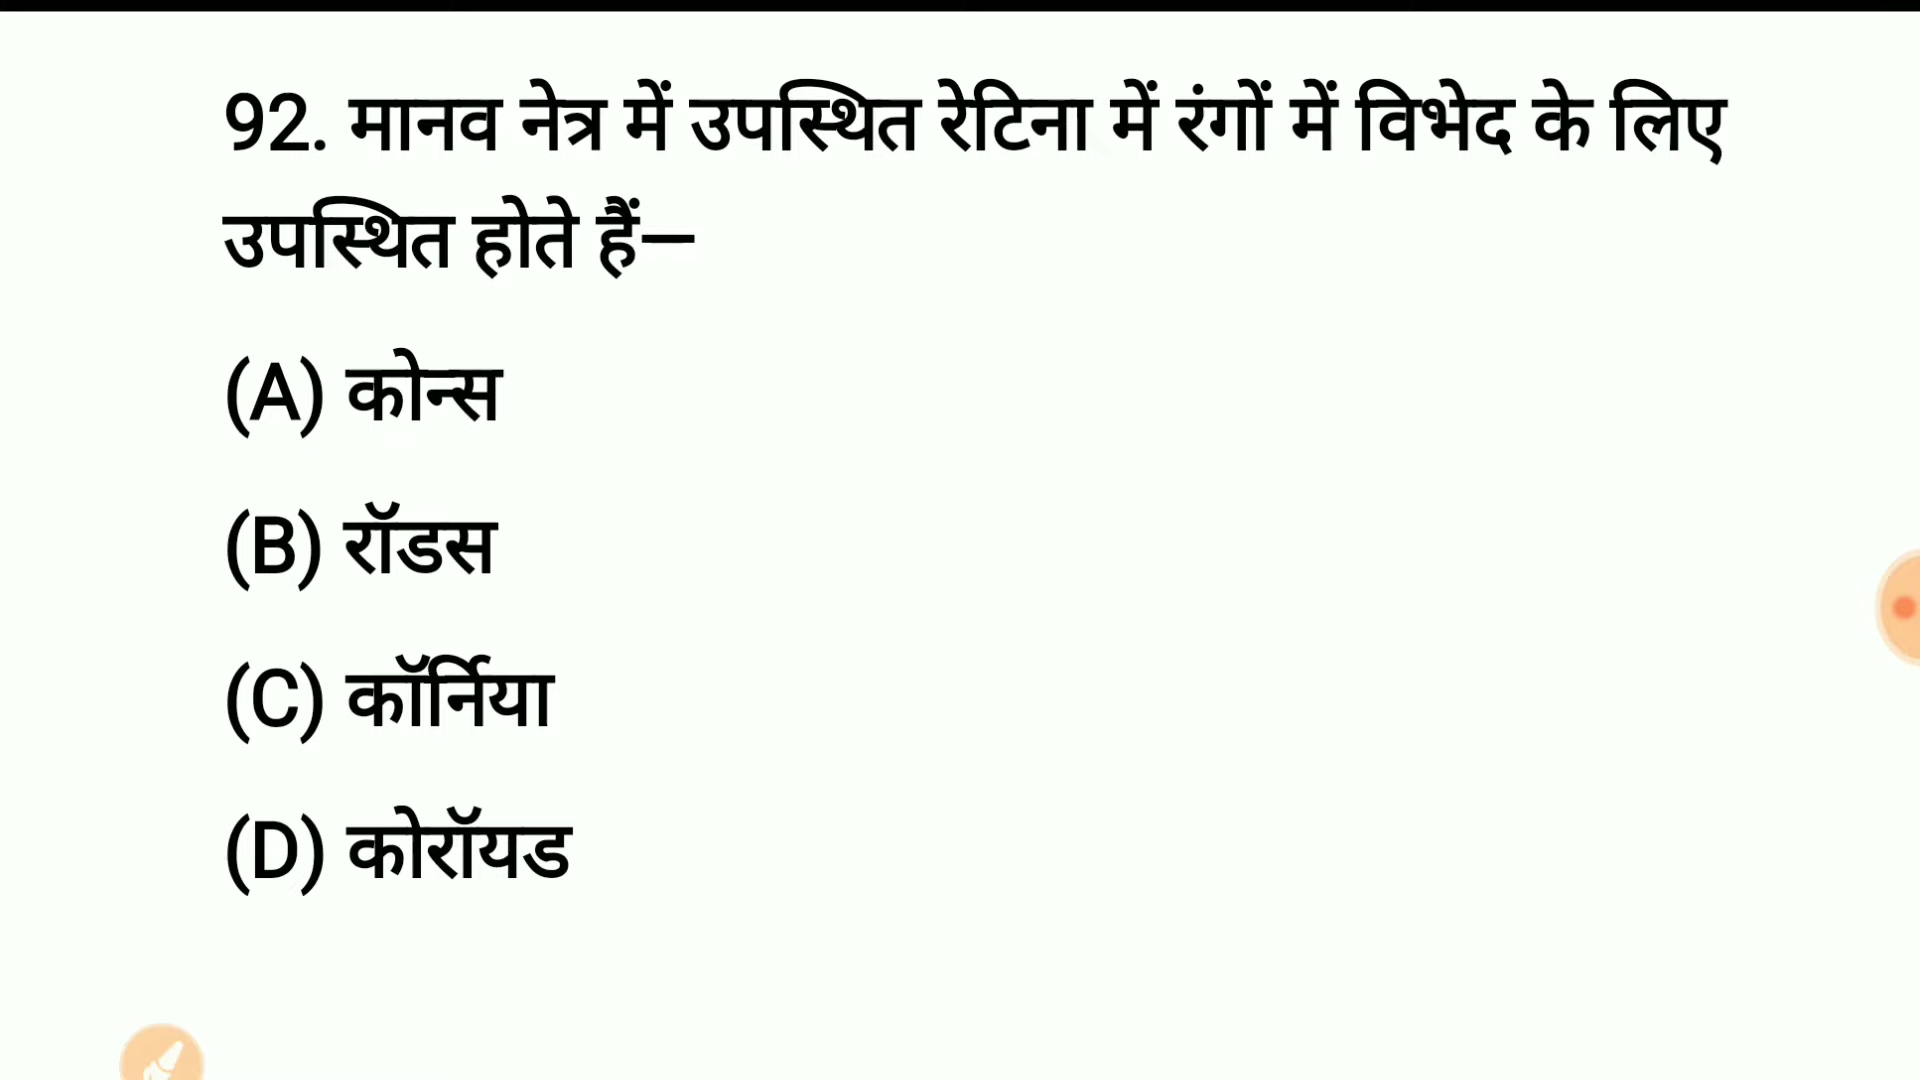 92. मानव नेत्र में उपस्थित रेटिना में रंगों में विभेद के लिए
उपस्थित होते हैं—
(A) कोन्स
(B) रॉडस
(C) कॉर्निया
(D) कोरॉयड